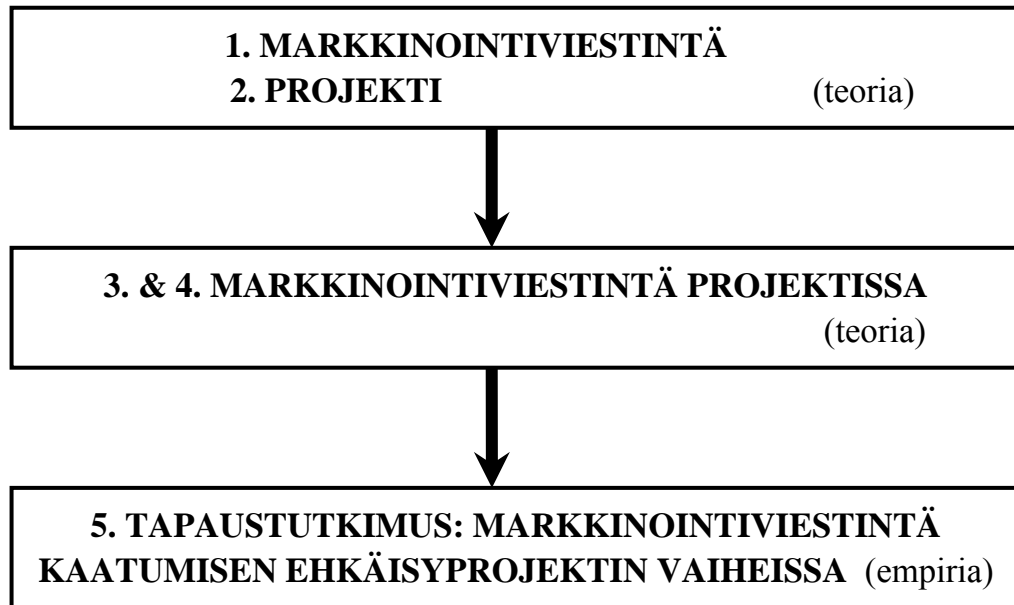 1. MARKKINOINTIVIESTINTÄ
2. PROJEKTI (teoria)
3. & 4. MARKKINOINTIVIESTINTÄ PROJEKTISSA
(teoria)
5. TAPAUSTUTKIMUS: MARKKINOINTIVIESTINTÄ
KAATUMISEN EHKÄISYPROJEKTIN VAIHEISSA (empiria)